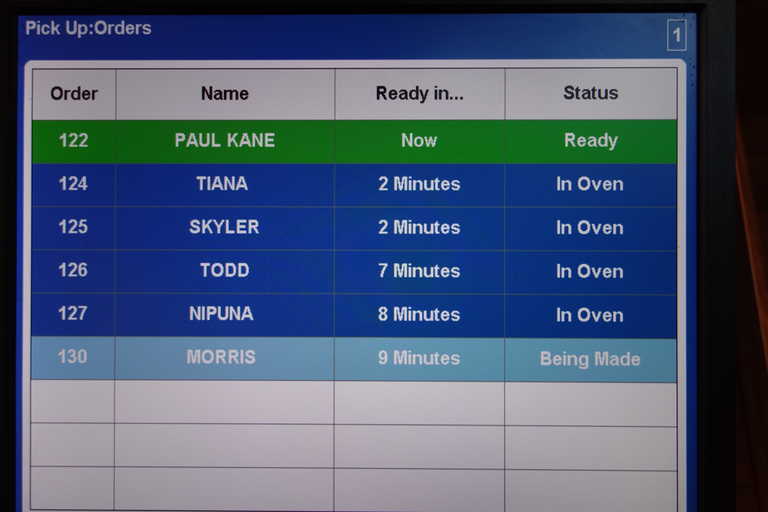 Pick Up:Orders
1
Order Name Ready in... Status
122 PAUL KANE Now Ready
124 TIANA 2 Minutes In Oven
125 SKYLER 2 Minutes In Oven
126 TODD 7 Minutes In Oven
127 NIPUNA 8 Minutes In Oven
130 MORRIS 9 Minutes Being Made